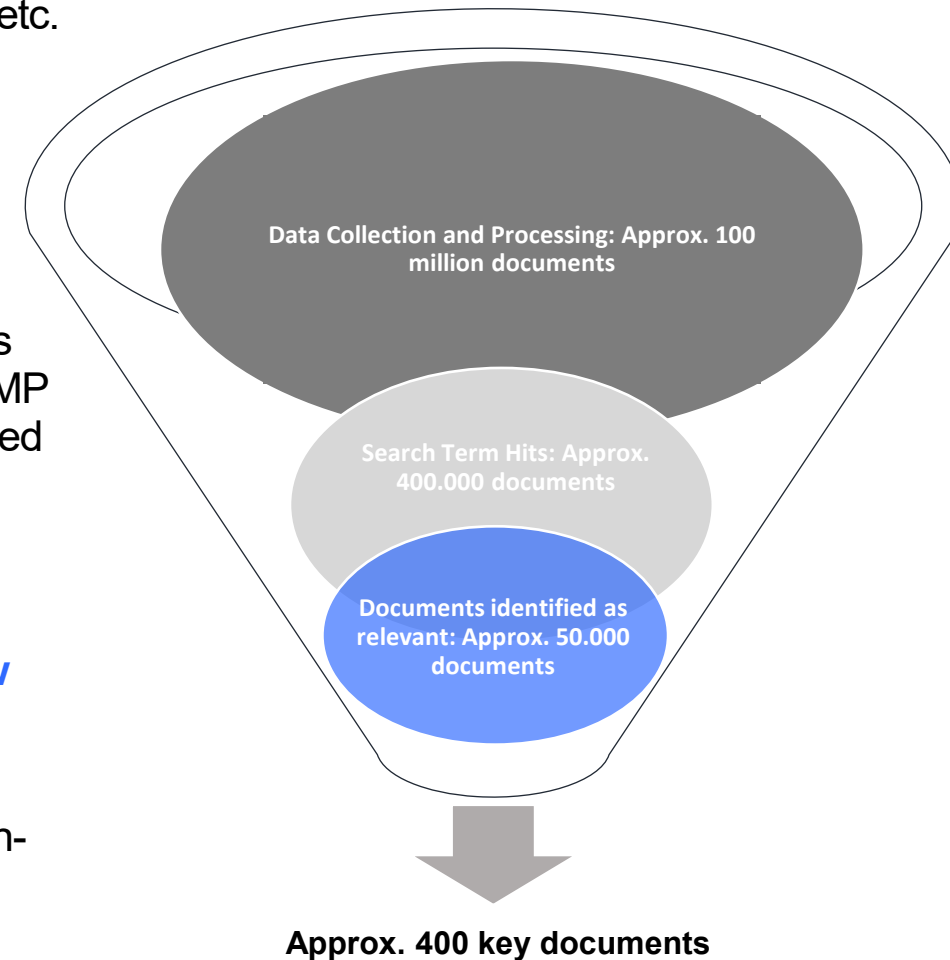 etc.
Data Collection and Processing: Approx. 100
million documents
s
MP
ed
Search Term Hits: Approx.
400.000 documents
Documents identified as
relevant: Approx. 50.000
documents
n-
Approx. 400 key documents